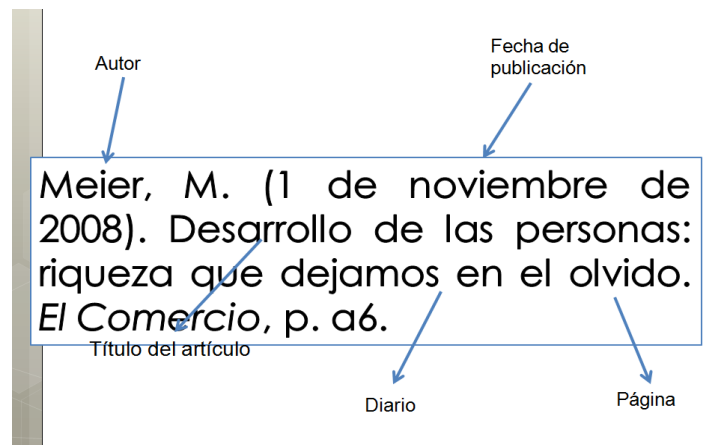 Autor
Fecha de
publicación
Meier, M. (1 de noviembre de
2008). Desarrollo de las personas:
riqueza que dejamos en el olvido.
El Comercio, p. a6.
Título del artículo
Diario
Página